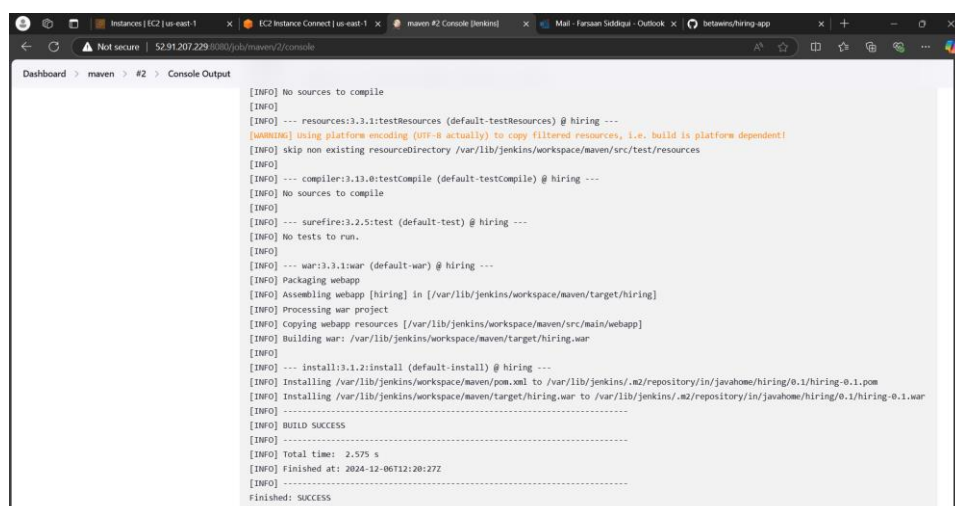 Instances | EC2 | us-east-1
EC2 Instance Connect | us-east-1
maven #2 Console [Jenkins]
Mail - Farsaan Siddiqui - Outlook
betawins/hiring-app
Not secure | 52.91.207.229:8080/job/maven/2/console
Dashboard > maven > #2 > Console Output
[INFO] No sources to compile
[INFO]
[INFO] --- resources:3.3.1:testResources (default-testResources) @ hiring ---
[WARNING] Using platform encoding (UTF-8 actually) to copy filtered resources, i.e. build is platform dependent!
[INFO] skip non existing resourceDirectory /var/lib/jenkins/workspace/maven/src/test/resources
[INFO]
[INFO] --- compiler:3.13.0:testCompile (default-testCompile) @ hiring ---
[INFO] No sources to compile
[INFO]
[INFO] --- surefire:3.2.5:test (default-test) @ hiring ---
[INFO] No tests to run.
[INFO]
[INFO] --- war:3.3.1:war (default-war) @ hiring ---
[INFO] Packaging webapp
[INFO] Assembling webapp [hiring] in [/var/lib/jenkins/workspace/maven/target/hiring]
[INFO] Processing war project
[INFO] Copying webapp resources [/var/lib/jenkins/workspace/maven/src/main/webapp]
[INFO] Building war: /var/lib/jenkins/workspace/maven/target/hiring.war
[INFO]
[INFO] --- install:3.1.2:install (default-install) @ hiring ---
[INFO] Installing /var/lib/jenkins/workspace/maven/pom.xml to /var/lib/jenkins/.m2/repository/in/javahome/hiring/0.1/hiring-0.1.pom
[INFO] Installing /var/lib/jenkins/workspace/maven/target/hiring.war to /var/lib/jenkins/.m2/repository/in/javahome/hiring/0.1/hiring-0.1.war
[INFO] ------------------------------------------------------------------------
[INFO] BUILD SUCCESS
[INFO] ------------------------------------------------------------------------
[INFO] Total time:  2.575 s
[INFO] Finished at: 2024-12-06T12:20:27Z
[INFO] ------------------------------------------------------------------------
Finished: SUCCESS